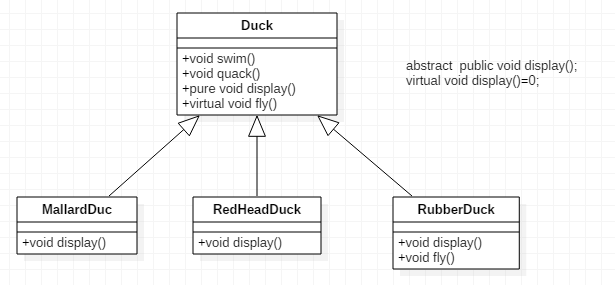 Duck
+void swim()
+void quack()
+pure void display()
+virtual void fly()
abstract  public void display();
virtual void display()=0;
MallardDuc
+void display()
RedHeadDuck
+void display()
RubberDuck
+void display()
+void fly()